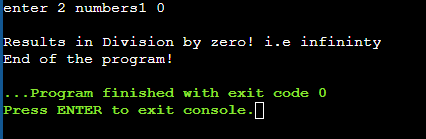 enter 2 numbers1 0
Results in Division by zero! i.e infininty
End of the program!
...Program finished with exit code 0
Press ENTER to exit console.